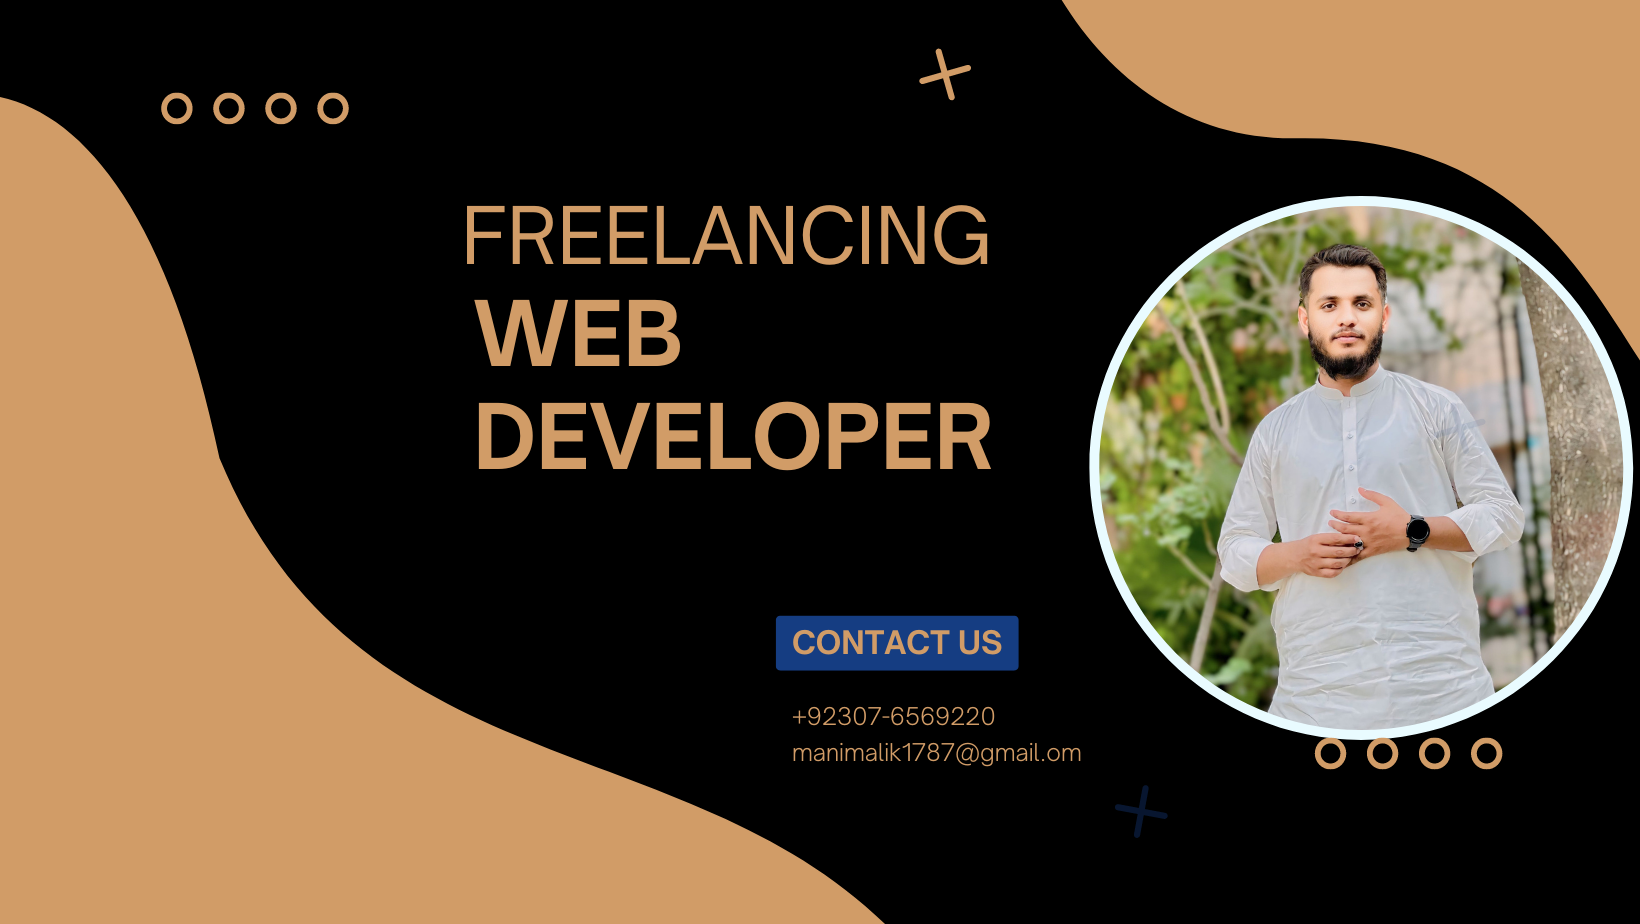 FREELANCING
WEB
DEVELOPER
CONTACT US
+92307-6569220
manimalik1787@gmail.om